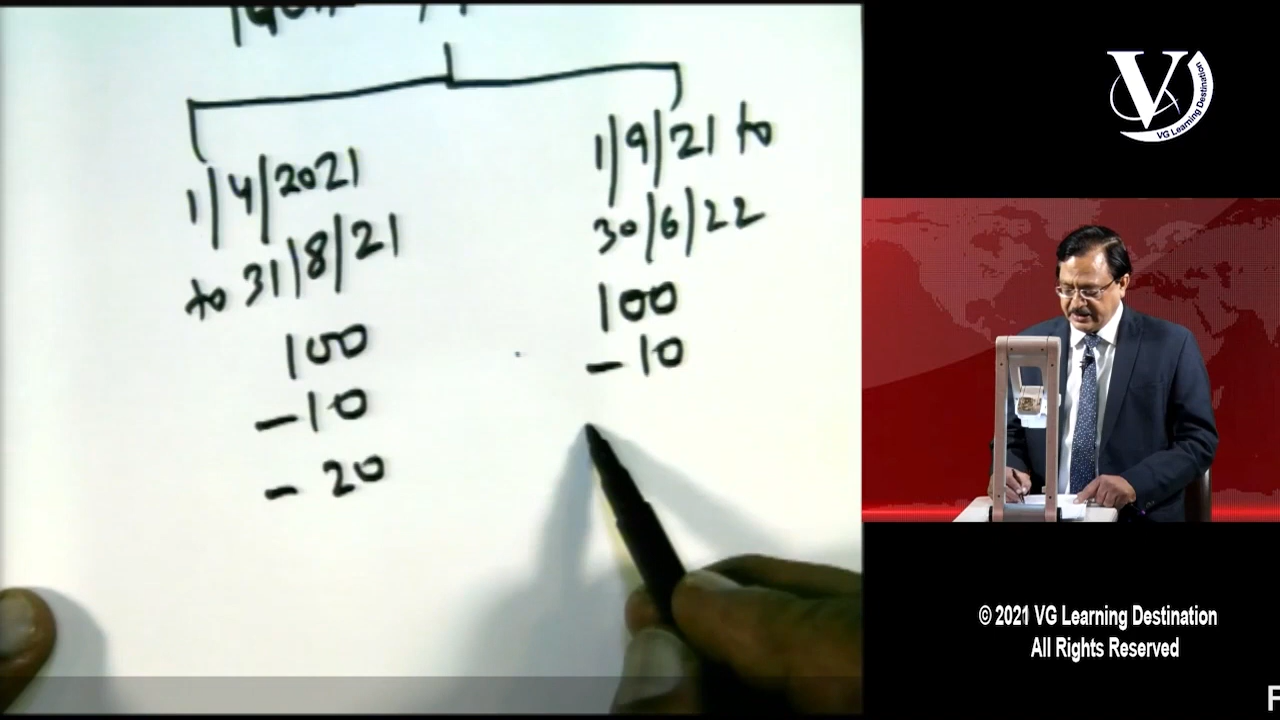 1/4/2021
to 31/8/21
100
- 10
- 20
1/9/21 to
30/6/22
100
- 10
V
VG Learning Destination
© 2021 VG Learning Destination
All Rights Reserved
F